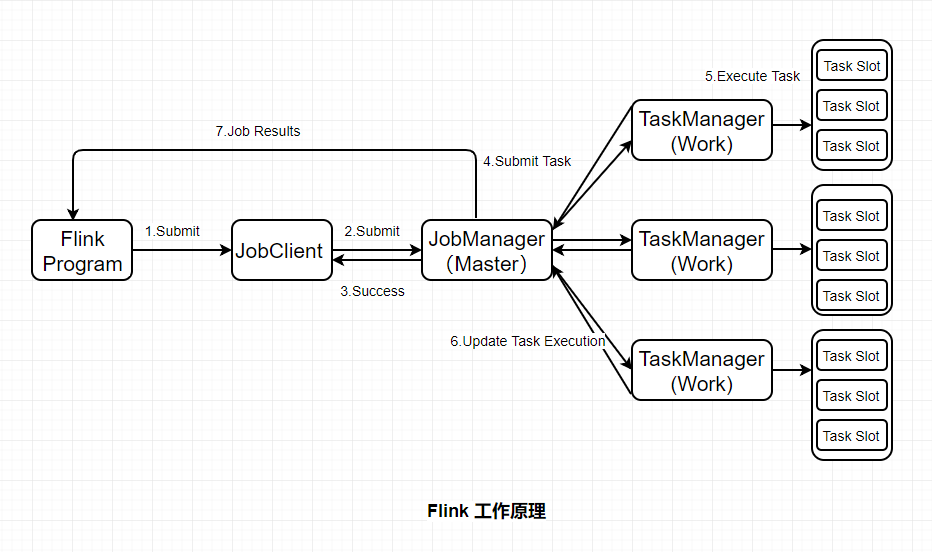 5.Execute Task
Task Slot
Task Slot
Task Slot
TaskManager
(Work)
7.Job Results
4.Submit Task
Flink
Program
1.Submit
JobClient
2.Submit
3.Success
JobManager
（Master）
TaskManager
(Work)
Task Slot
Task Slot
Task Slot
6.Update Task Execution
TaskManager
(Work)
Task Slot
Task Slot
Task Slot
Flink 工作原理